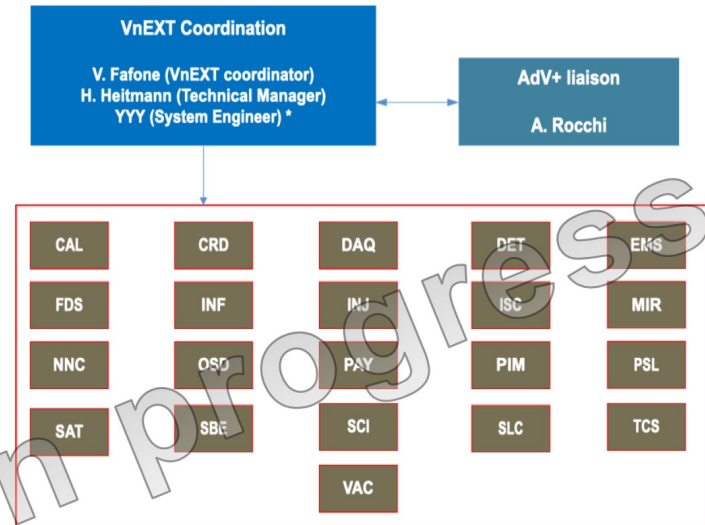 VnEXT Coordination
V. Fafone (VnEXT coordinator)
H. Heitmann (Technical Manager)
YYY (System Engineer) *
AdV+ liaison
A. Rocchi
CAL CRD DAQ DET EMS
FDS INF INJ ISC MIR
NNC OSD PAY PIM PSL
SAT SBE SCI SLC TCS
VAC
n progress